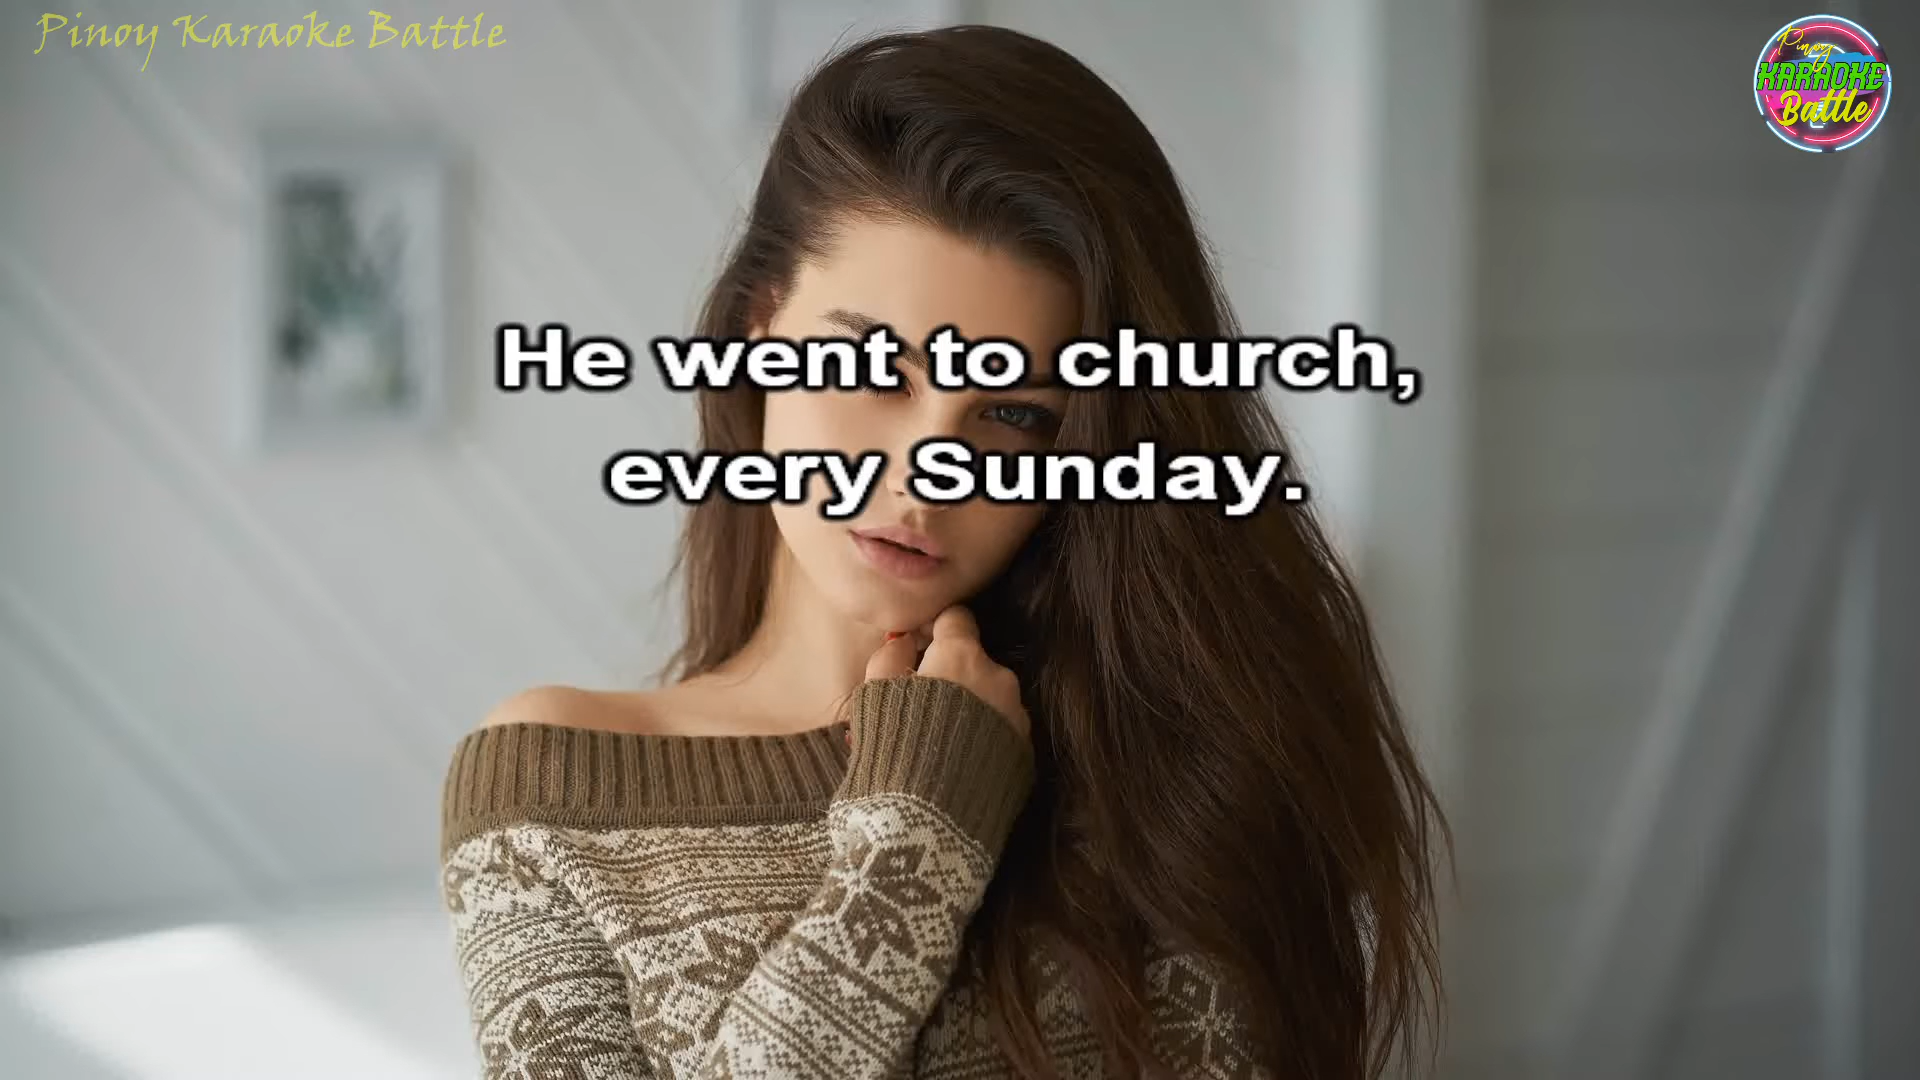 Pinoy Karaoke Battle
Pinoy
KARAOKE
Battle
He went to church,
every Sunday.